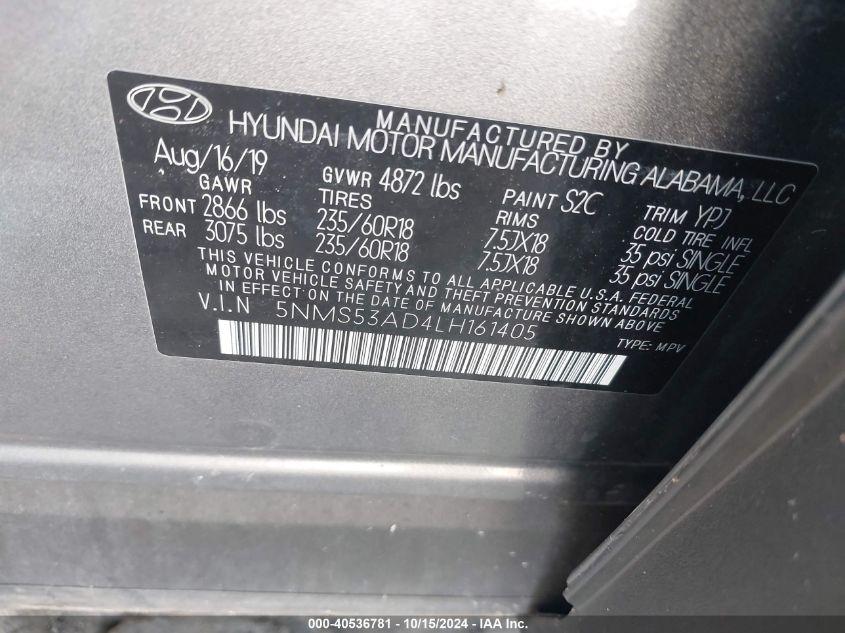 MANUFACTURED BY
HYUNDAI MOTOR MANUFACTURING ALABAMA, LLC
Aug/16/19 GVWR 4872 lbs PAINT S2C TRIM YPJ
GAWR TIRES RIMS COLD TIRE INFL
FRONT 2866 lbs 235/60R18 7.5JX18 35 psi SINGLE
REAR 3075 lbs 235/60R18 7.5JX18 35 psi SINGLE
THIS VEHICLE CONFORMS TO ALL APPLICABLE U.S.A. FEDERAL
MOTOR VEHICLE SAFETY AND THEFT PREVENTION STANDARDS
IN EFFECT ON THE DATE OF MANUFACTURE SHOWN ABOVE.
V.I.N 5NMS53AD4LH161405
TYPE: MPV
000-40536781 - 10/15/2024 - IAA Inc.